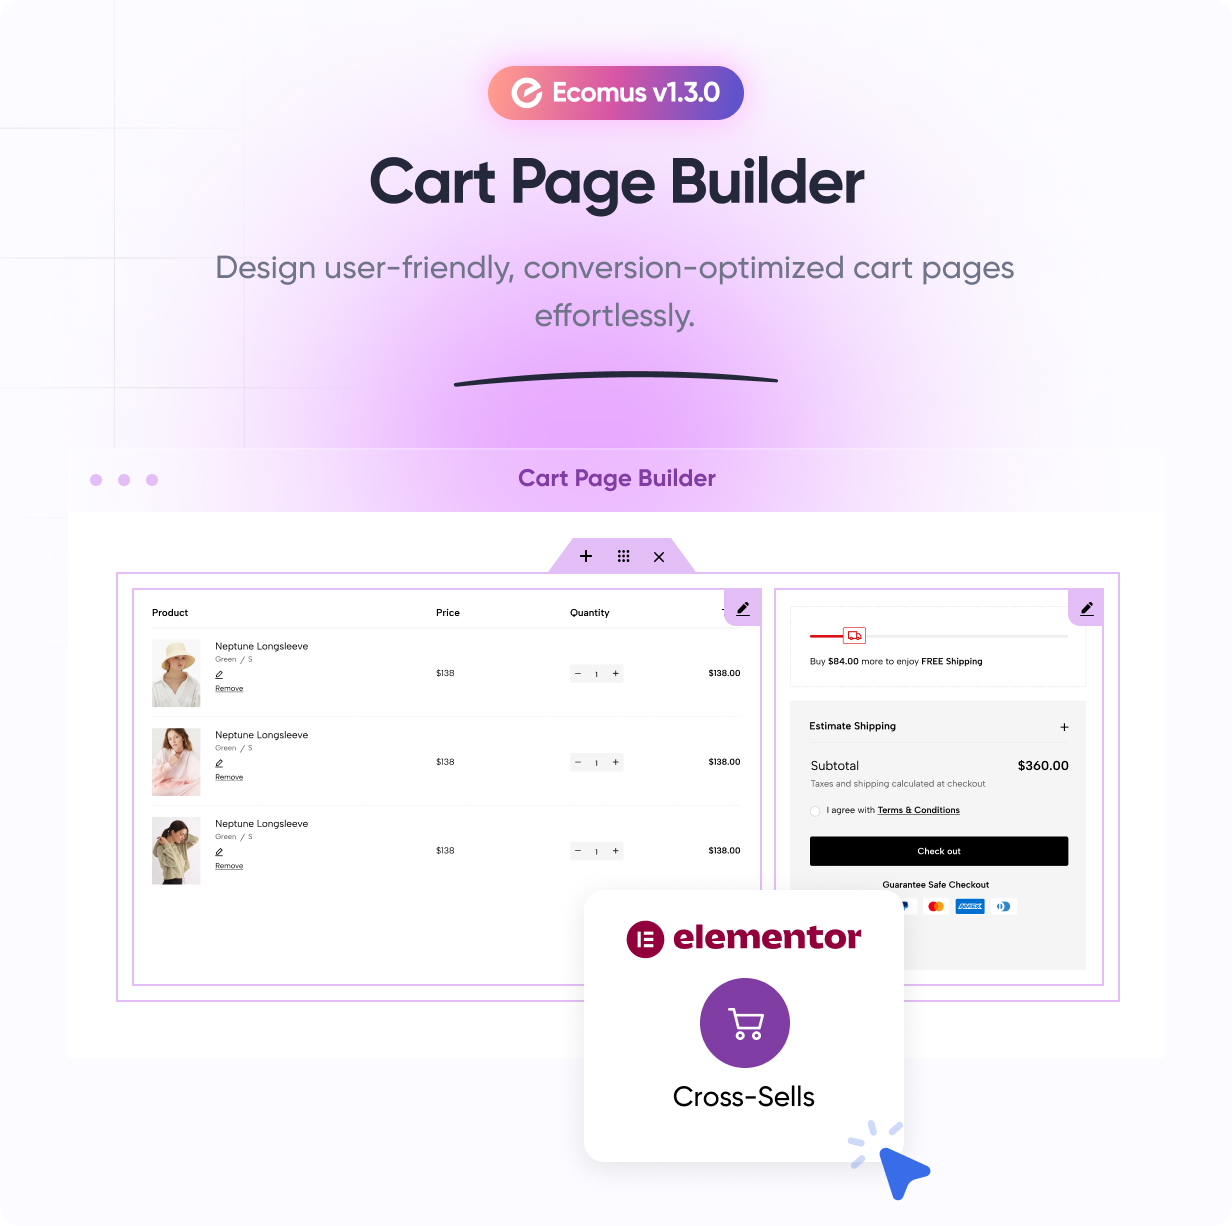 Ecomus v1.3.0
Cart Page Builder
Design user-friendly, conversion-optimized cart pages
effortlessly.
Cart Page Builder
Product Price Quantity
Neptune Longsleeve
Green / S
Remove
$138 − 1 + $138.00
Neptune Longsleeve
Green / S
Remove
$138 − 1 + $138.00
Neptune Longsleeve
Green / S
Remove
$138 − 1 + $138.00
Buy $84.00 more to enjoy FREE Shipping
Estimate Shipping +
Subtotal $360.00
Taxes and shipping calculated at checkout
I agree with Terms & Conditions
Check out
Guarantee Safe Checkout
AMEX
elementor
Cross-Sells